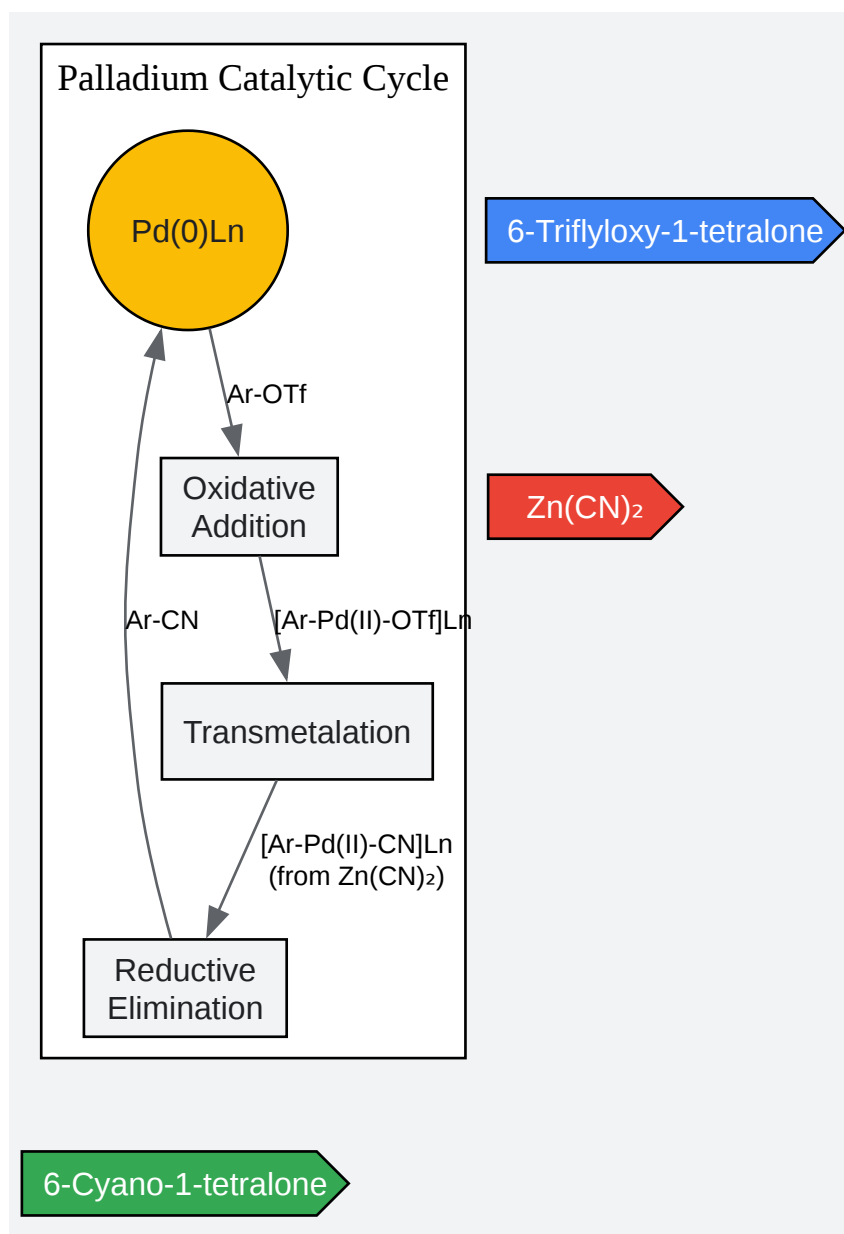 Palladium Catalytic Cycle
Pd(0)Ln
6-Triflyloxy-1-tetralone
Ar-OTf
Oxidative
Addition
Zn(CN)₂
Ar-CN
[Ar-Pd(II)-OTf]Ln
Transmetalation
[Ar-Pd(II)-CN]Ln
(from Zn(CN)₂)
Reductive
Elimination
6-Cyano-1-tetralone